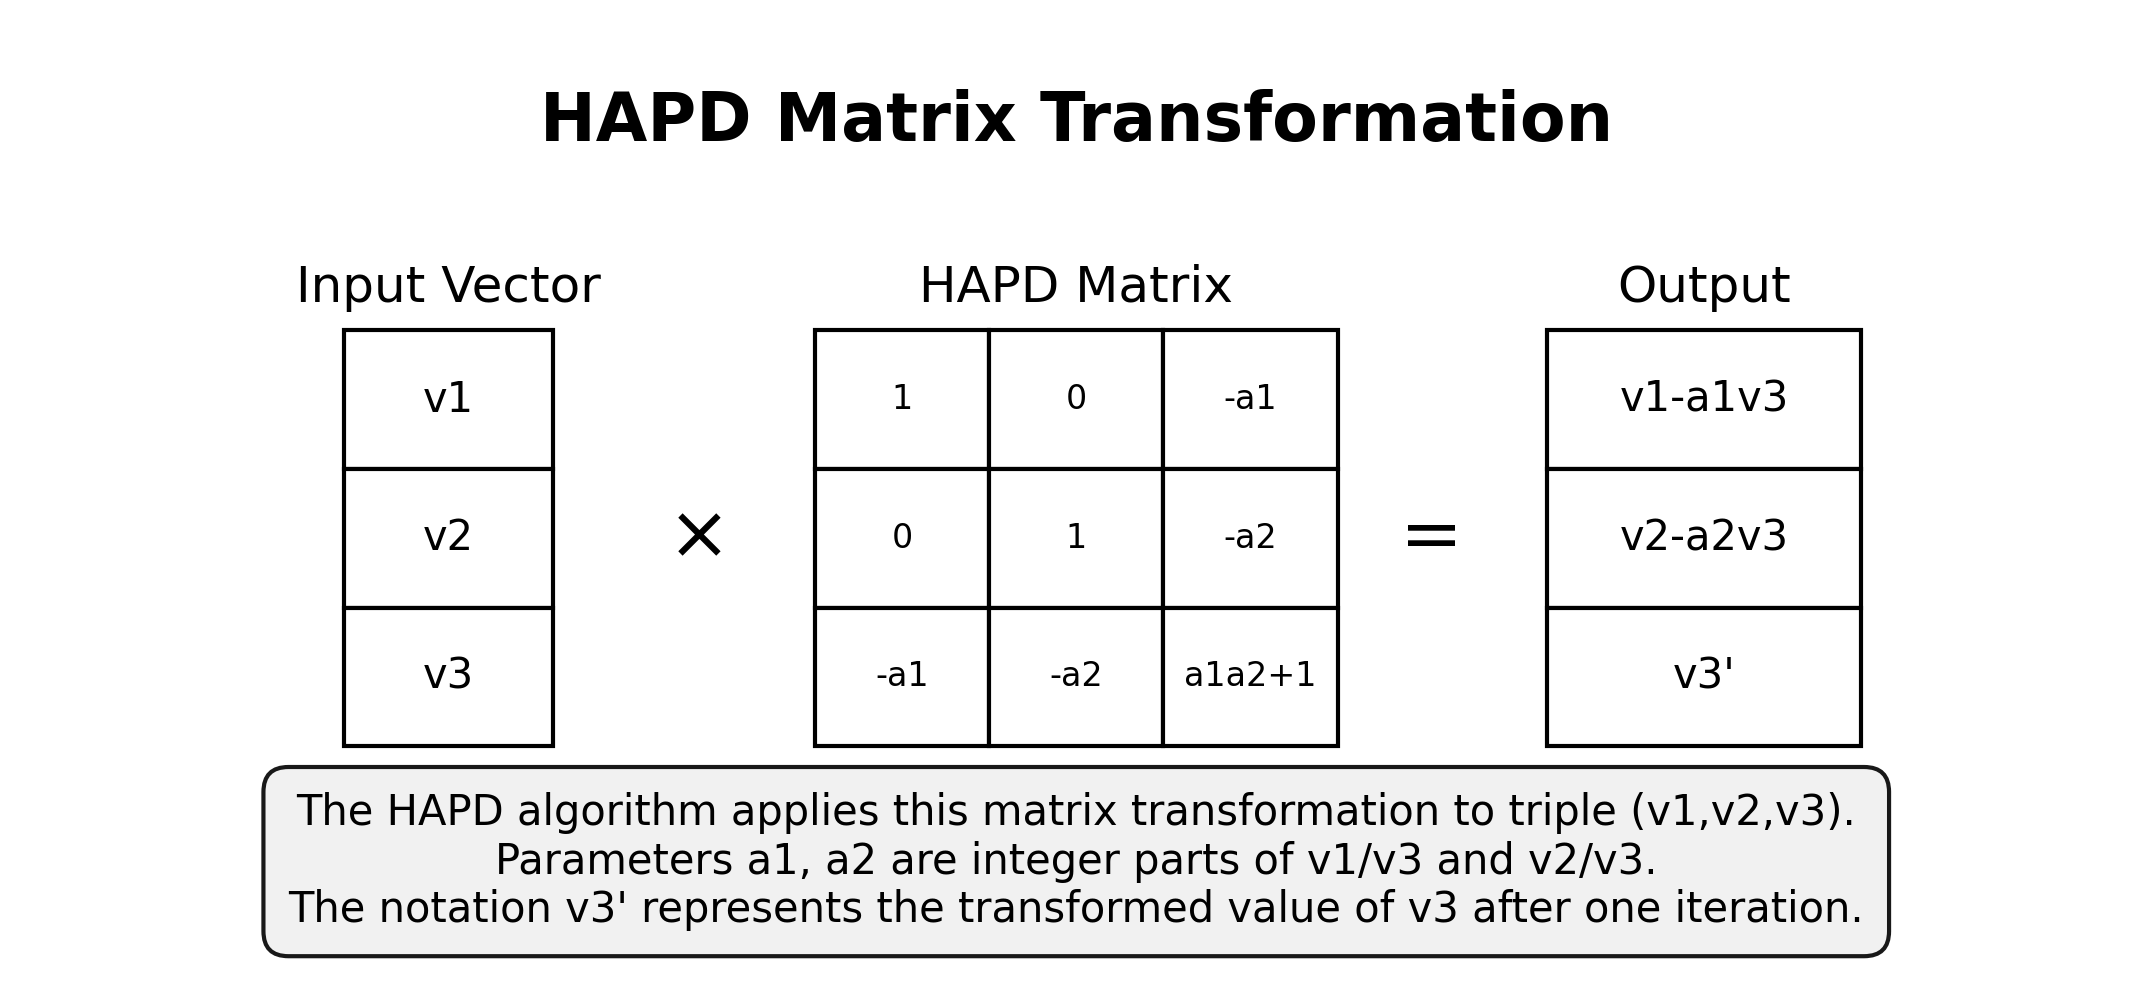 HAPD Matrix Transformation
Input Vector
HAPD Matrix
Output
v1
1
0
-a1
v1-a1v3
v2
×
0
1
-a2
=
v2-a2v3
v3
-a1
-a2
a1a2+1
v3'
The HAPD algorithm applies this matrix transformation to triple (v1,v2,v3).
Parameters a1, a2 are integer parts of v1/v3 and v2/v3.
The notation v3' represents the transformed value of v3 after one iteration.